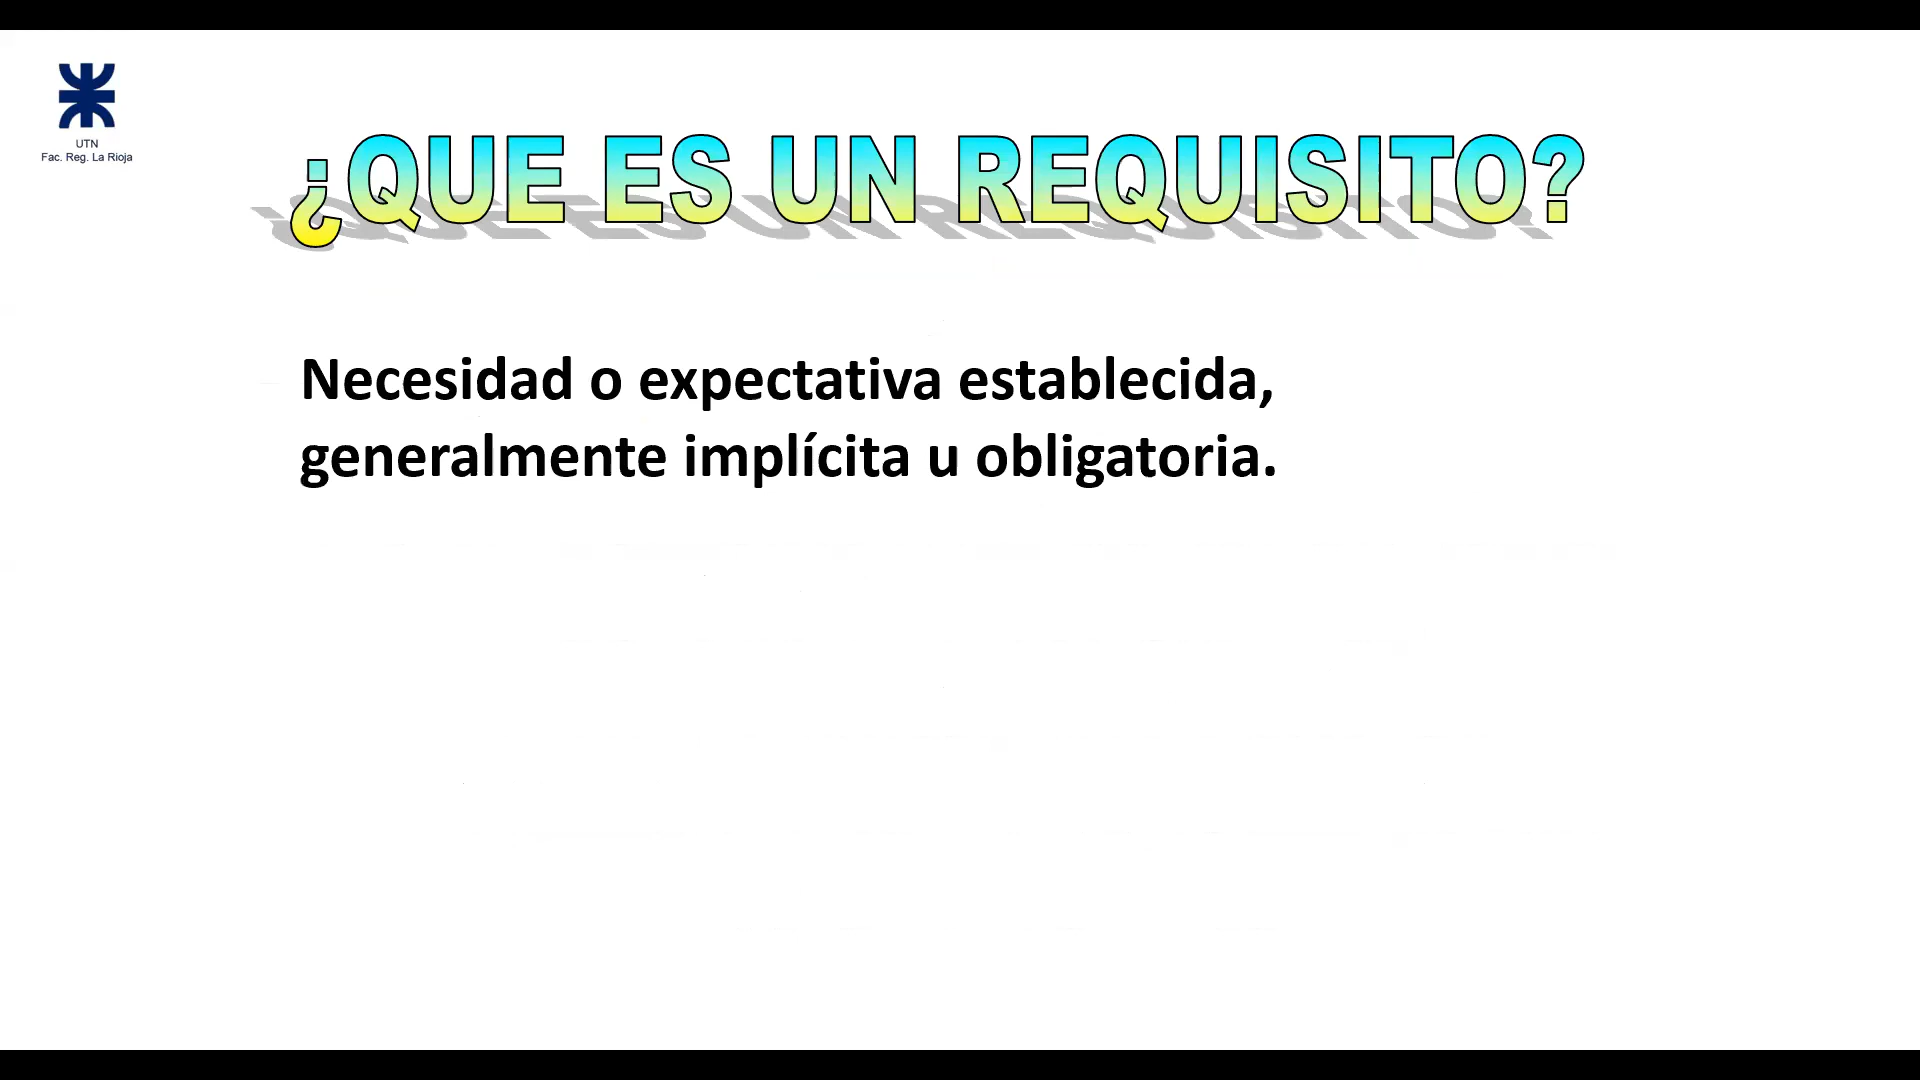 UTN
Fac. Reg. La Rioja
¿QUE ES UN REQUISITO?
Necesidad o expectativa establecida,
generalmente implícita u obligatoria.